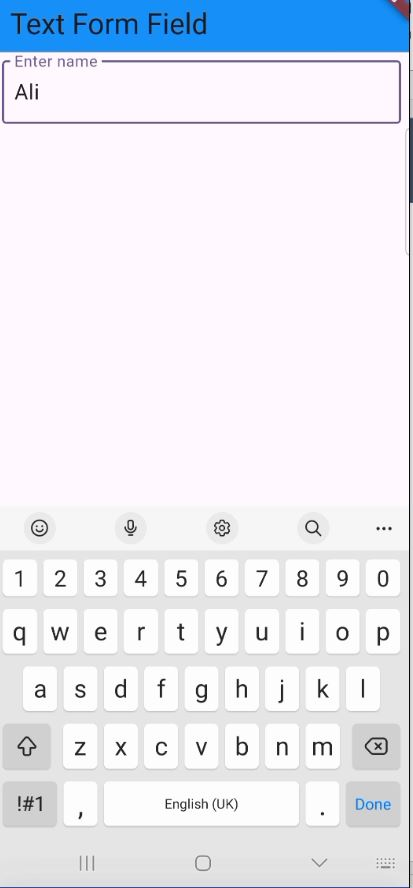 Text Form Field
Enter name
Ali
1 2 3 4 5 6 7 8 9 0
q w e r t y u i o p
a s d f g h j k l
z x c v b n m
!#1 , English (UK) . Done